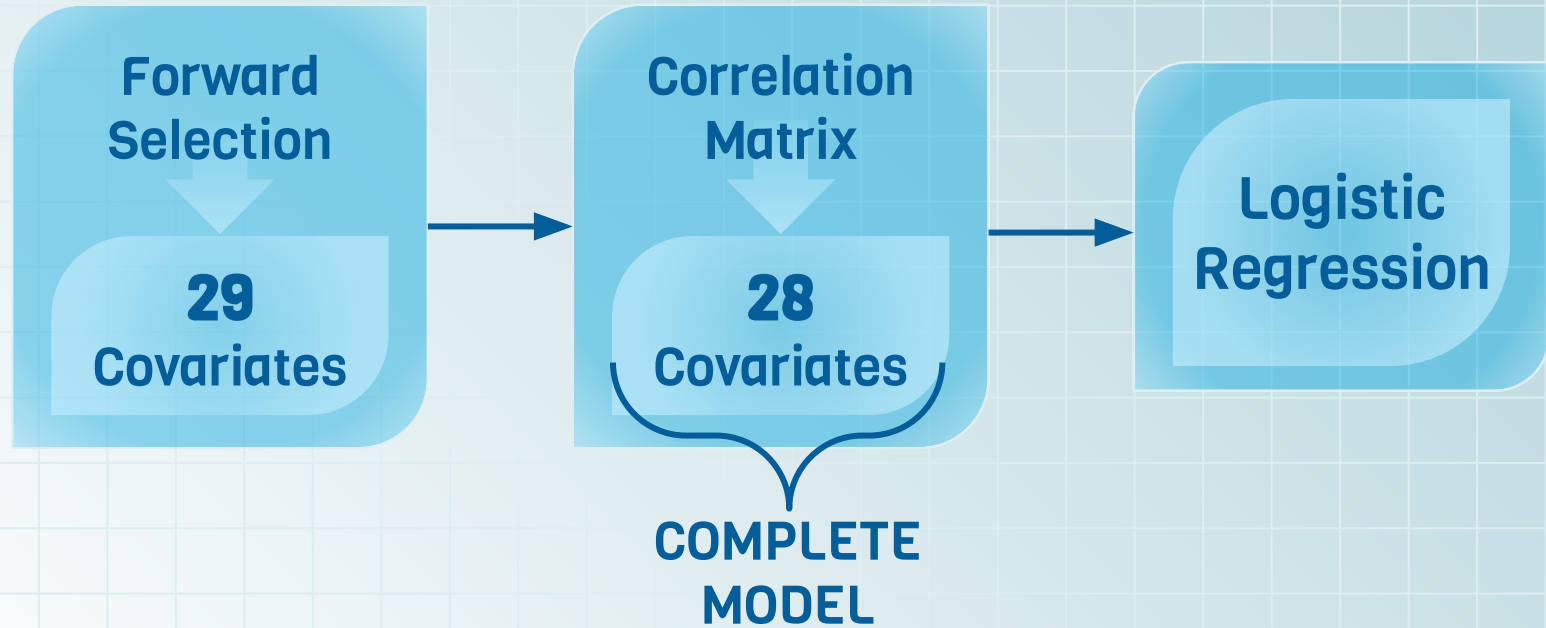 Forward
Selection
29
Covariates
Correlation
Matrix
28
Covariates
COMPLETE
MODEL
Logistic
Regression